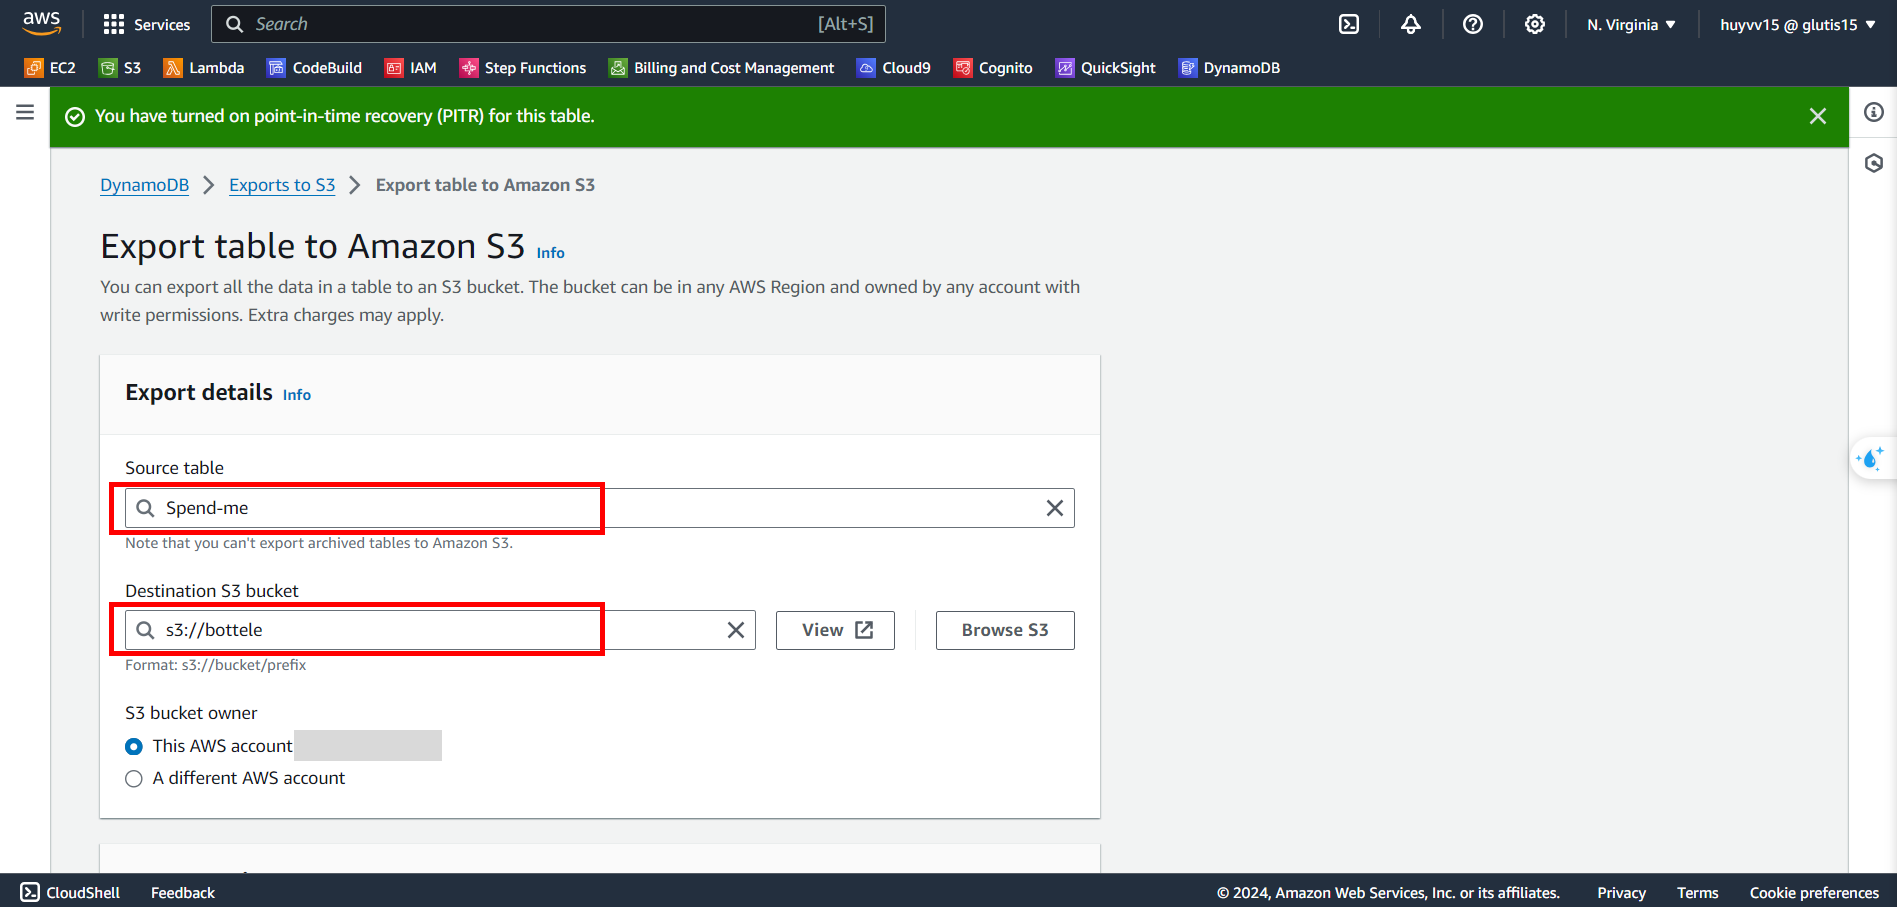 aws
Services
Search
[Alt+S]
N. Virginia
huyvv15 @ glutis15
EC2
S3
Lambda
CodeBuild
IAM
Step Functions
Billing and Cost Management
Cloud9
Cognito
QuickSight
DynamoDB
You have turned on point-in-time recovery (PITR) for this table.
DynamoDB
Exports to S3
Export table to Amazon S3
Export table to Amazon S3 Info
You can export all the data in a table to an S3 bucket. The bucket can be in any AWS Region and owned by any account with
write permissions. Extra charges may apply.
Export details Info
Source table
Spend-me
Note that you can't export archived tables to Amazon S3.
Destination S3 bucket
s3://bottele
View
Browse S3
Format: s3://bucket/prefix
S3 bucket owner
This AWS account
A different AWS account
CloudShell
Feedback
© 2024, Amazon Web Services, Inc. or its affiliates.
Privacy
Terms
Cookie preferences